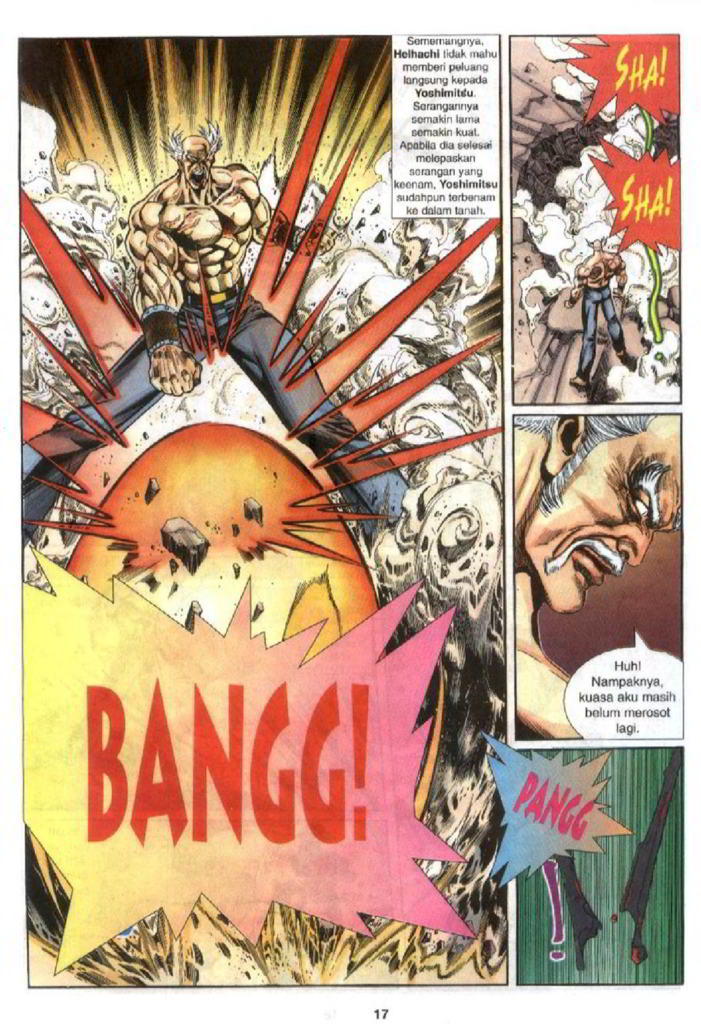 Sememangnya,
Heihachi tidak mahu
memberi peluang
langsung kepada
Yoshimitsu.
Serangannya
semakin lama
semakin kuat.
Apabila dia selesai
melepaskan
serangan yang
keenam, Yoshimitsu
sudahpun terbenam
ke dalam tanah.
BANGG!
SHA!
SHA!
Huh!
Nampaknya,
kuasa aku masih
belum merosot
lagi.
PANGG
!
17